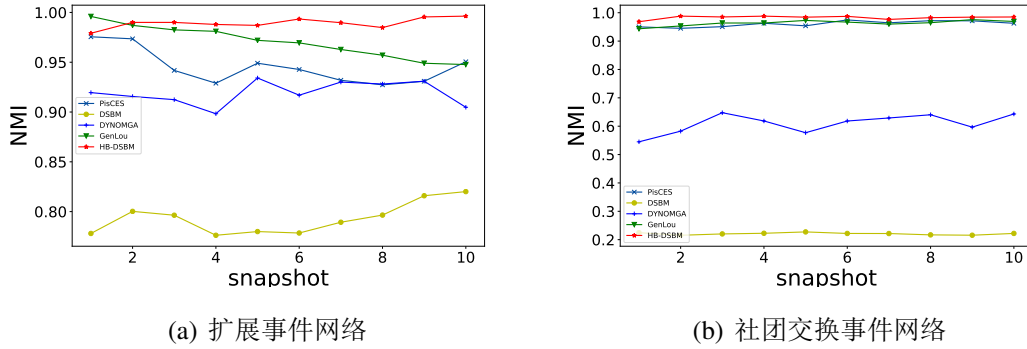 1.00
0.95
0.90
0.85
0.80
NMI
PisCES
DSBM
DYNOMGA
GenLou
HB-DSBM
2 4 6 8 10
snapshot
(a) 扩展事件网络
1.0
0.9
0.8
0.7
0.6
0.5
0.4
0.3
0.2
NMI
PisCES
DSBM
DYNOMGA
GenLou
HB-DSBM
2 4 6 8 10
snapshot
(b) 社团交换事件网络